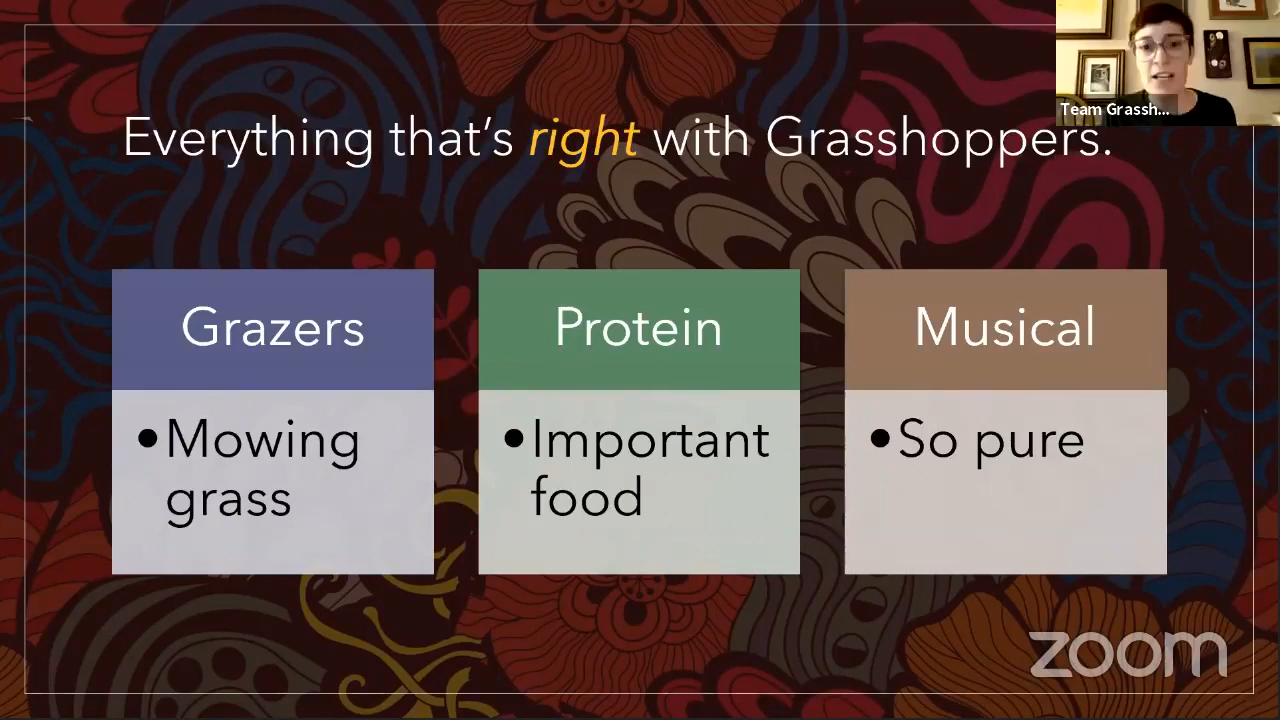 Team Grassh...
Everything that's right with Grasshoppers.
Grazers
•Mowing
grass
Protein
•Important
food
Musical
•So pure
zoom